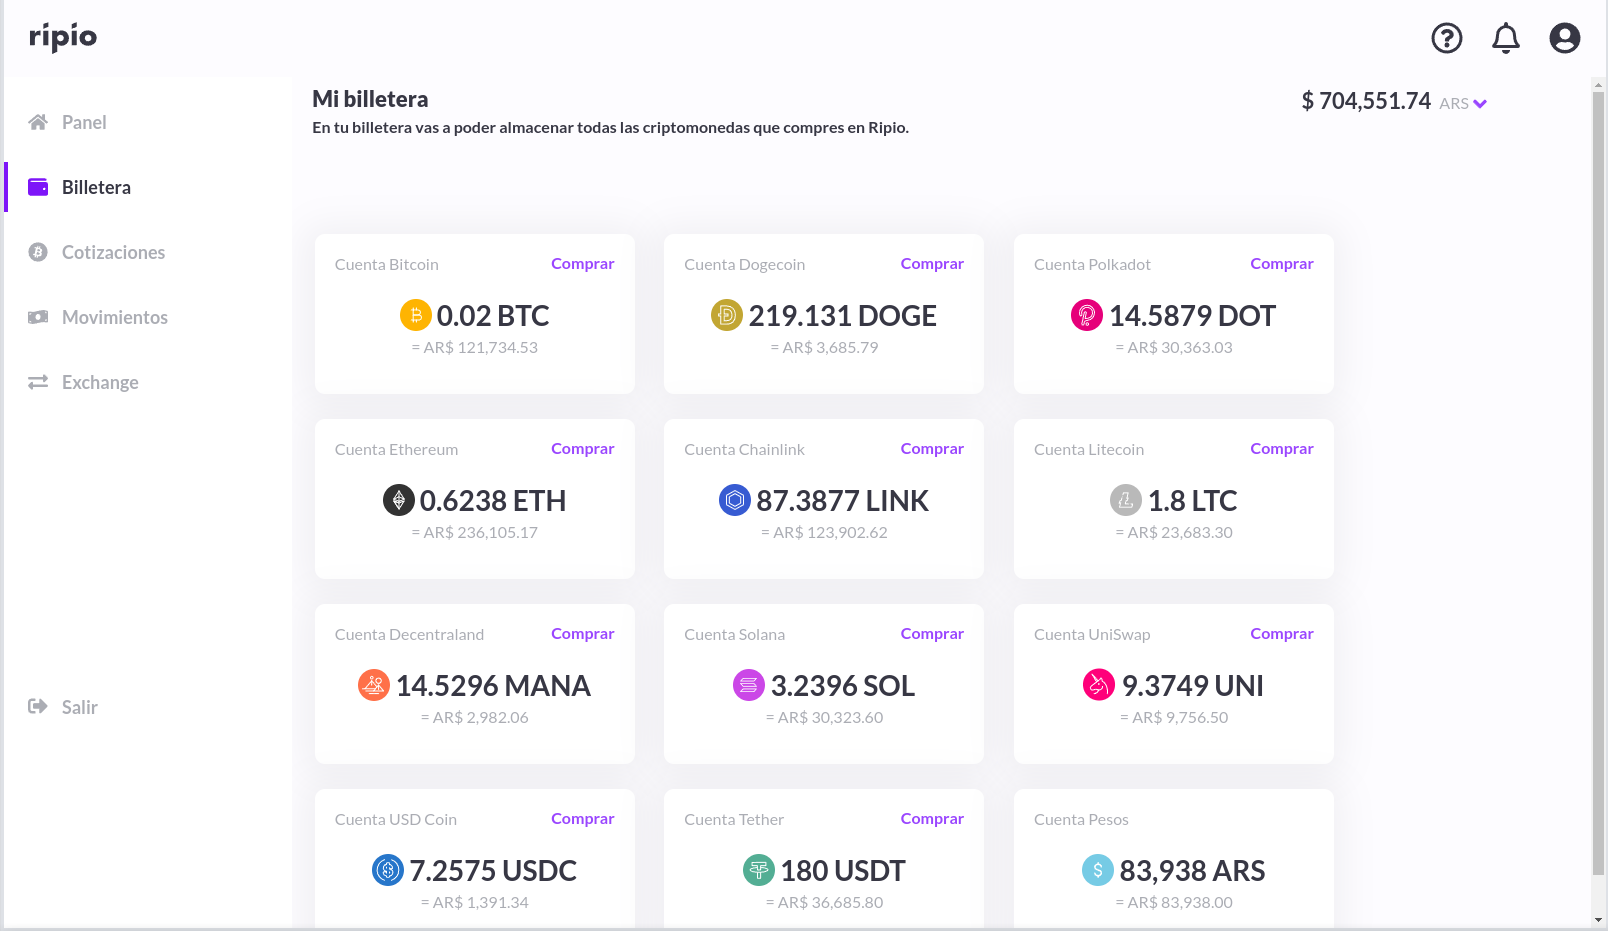 ripio
Panel
Billetera
Cotizaciones
Movimientos
Exchange
Salir
Mi billetera
$ 704,551.74 ARS
En tu billetera vas a poder almacenar todas las criptomonedas que compres en Ripio.
Cuenta Bitcoin Comprar
0.02 BTC
= AR$ 121,734.53
Cuenta Dogecoin Comprar
219.131 DOGE
= AR$ 3,685.79
Cuenta Polkadot Comprar
14.5879 DOT
= AR$ 30,363.03
Cuenta Ethereum Comprar
0.6238 ETH
= AR$ 236,105.17
Cuenta Chainlink Comprar
87.3877 LINK
= AR$ 123,902.62
Cuenta Litecoin Comprar
1.8 LTC
= AR$ 23,683.30
Cuenta Decentraland Comprar
14.5296 MANA
= AR$ 2,982.06
Cuenta Solana Comprar
3.2396 SOL
= AR$ 30,323.60
Cuenta UniSwap Comprar
9.3749 UNI
= AR$ 9,756.50
Cuenta USD Coin Comprar
7.2575 USDC
= AR$ 1,391.34
Cuenta Tether Comprar
180 USDT
= AR$ 36,685.80
Cuenta Pesos
83,938 ARS
= AR$ 83,938.00